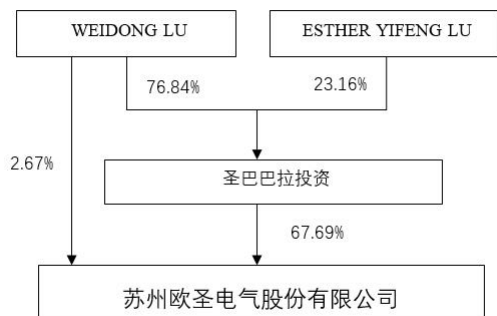 WEIDONG LU
ESTHER YIFENG LU
76.84%
23.16%
2.67%
圣巴巴拉投资
67.69%
苏州欧圣电气股份有限公司